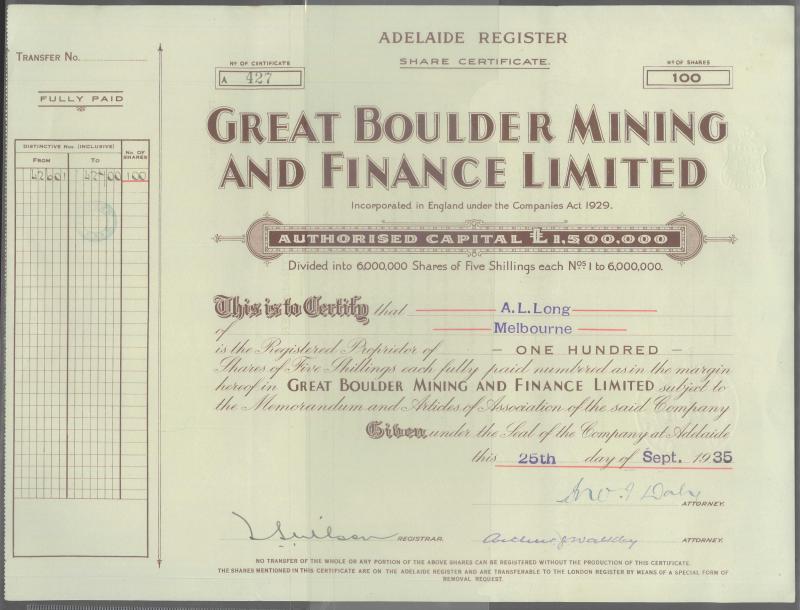 ADELAIDE REGISTER
SHARE CERTIFICATE.
TRANSFER No.
FULLY PAID
No OF CERTIFICATE
A 427
No OF SHARES
100
DISTINCTIVE Nos. (INCLUSIVE)
No. OF SHARES
FROM TO
42601 42700 100
GREAT BOULDER MINING
AND FINANCE LIMITED
Incorporated in England under the Companies Act 1929.
AUTHORISED CAPITAL £1,500,000
Divided into 6,000,000 Shares of Five Shillings each Nos 1 to 6,000,000.
This is to Certify that A.L.Long
of Melbourne
is the Registered Proprietor of - ONE HUNDRED -
Shares of Five Shillings each fully paid numbered as in the margin
hereof in GREAT BOULDER MINING AND FINANCE LIMITED subject to
the Memorandum and Articles of Association of the said Company
Given under the Seal of the Company at Adelaide
this 25th day of Sept. 1935
ATTORNEY.
REGISTRAR.
ATTORNEY.
NO TRANSFER OF THE WHOLE OR ANY PORTION OF THE ABOVE SHARES CAN BE REGISTERED WITHOUT THE PRODUCTION OF THIS CERTIFICATE.
THE SHARES MENTIONED IN THIS CERTIFICATE ARE ON THE ADELAIDE REGISTER AND ARE TRANSFERABLE TO THE LONDON REGISTER BY MEANS OF A SPECIAL FORM OF
REMOVAL REQUEST.